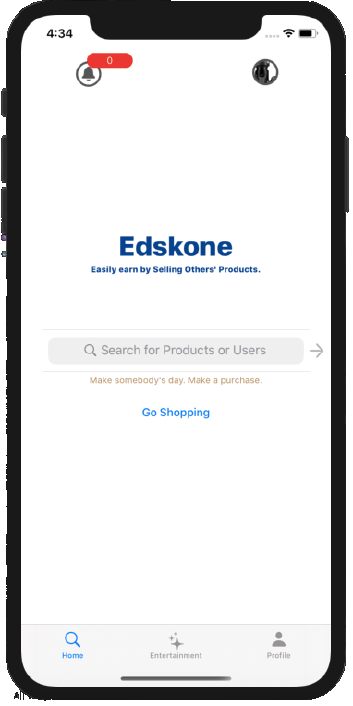 4:34
0
Edskone
Easily earn by Selling Others' Products.
Search for Products or Users
Make somebody's day. Make a purchase.
Go Shopping
Home
Entertainment
Profile